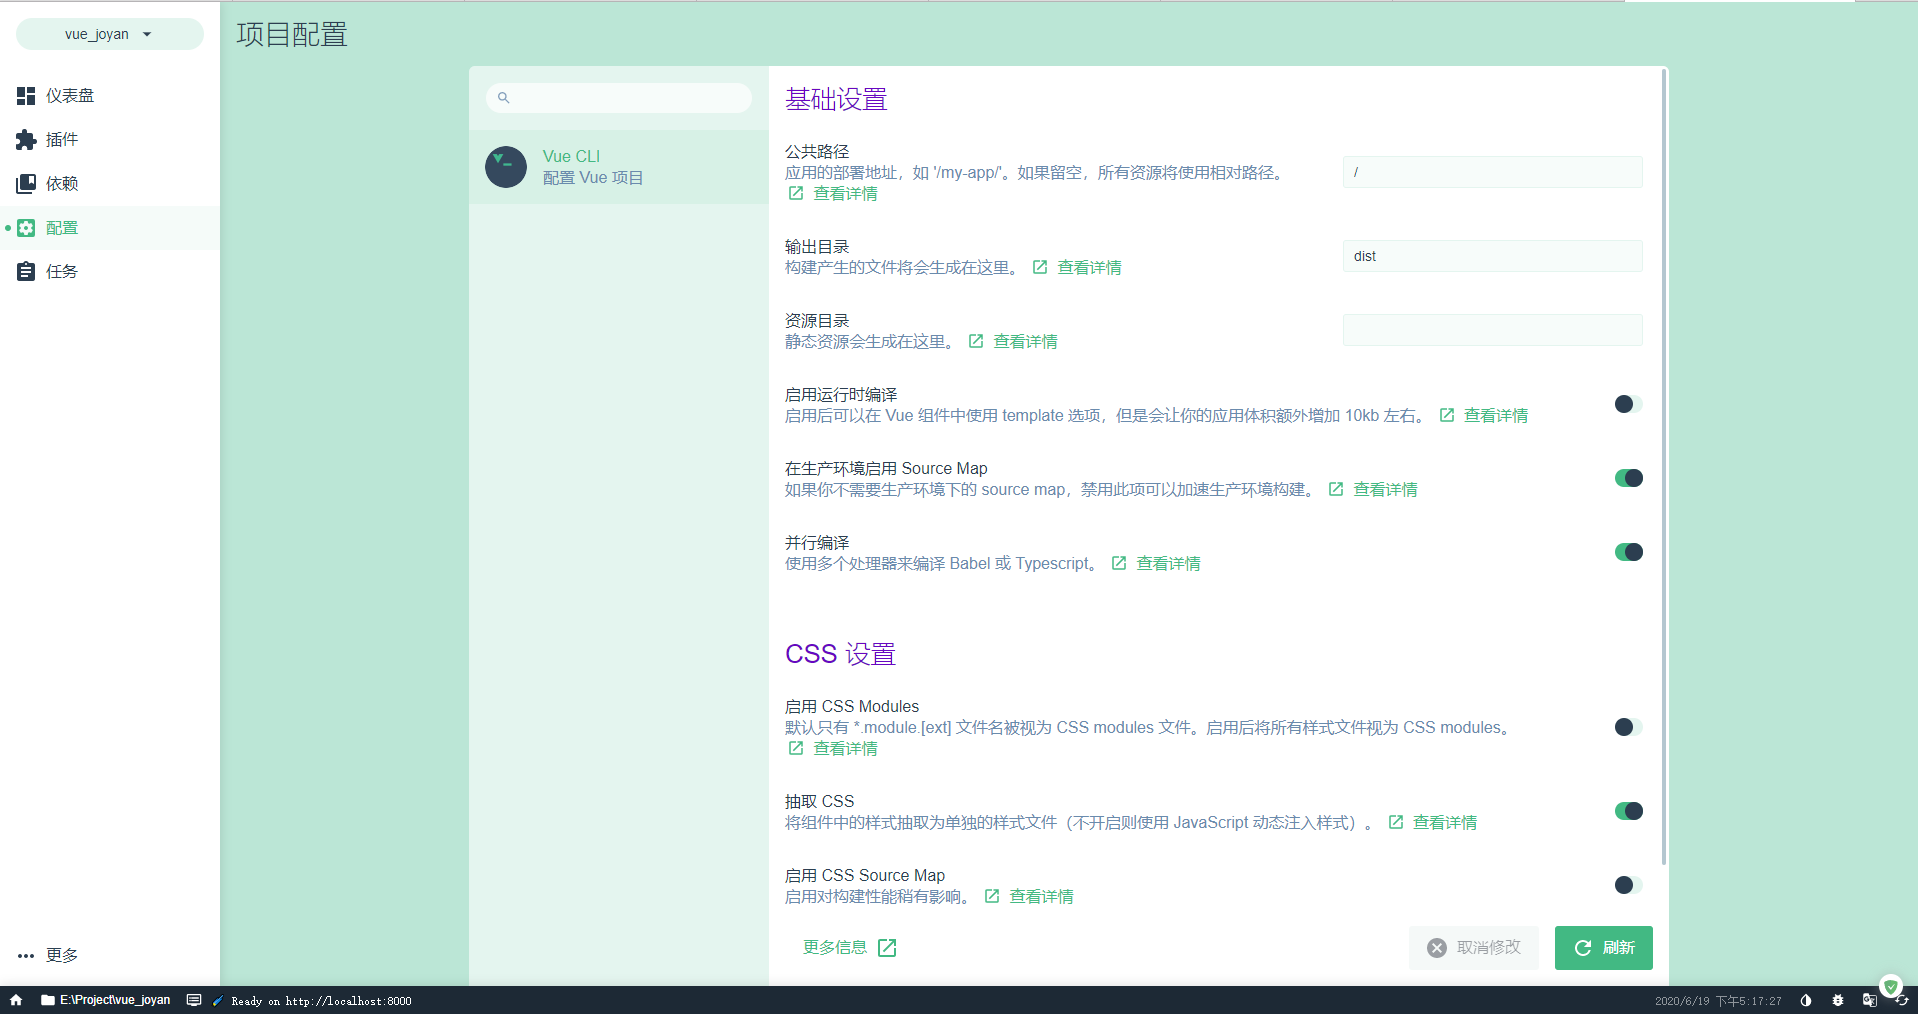 vue_joyan
项目配置
仪表盘
插件
依赖
配置
任务
更多
Vue CLI
配置 Vue 项目
基础设置
公共路径
应用的部署地址，如 '/my-app/'。如果留空，所有资源将使用相对路径。
查看详情
/
输出目录
构建产生的文件将会生成在这里。 查看详情
dist
资源目录
静态资源会生成在这里。 查看详情
启用运行时编译
启用后可以在 Vue 组件中使用 template 选项，但是会让你的应用体积额外增加 10kb 左右。 查看详情
在生产环境启用 Source Map
如果你不需要生产环境下的 source map，禁用此项可以加速生产环境构建。 查看详情
并行编译
使用多个处理器来编译 Babel 或 Typescript。 查看详情
CSS 设置
启用 CSS Modules
默认只有 *.module.[ext] 文件名被视为 CSS modules 文件。启用后将所有样式文件视为 CSS modules。
查看详情
抽取 CSS
将组件中的样式抽取为单独的样式文件（不开启则使用 JavaScript 动态注入样式）。 查看详情
启用 CSS Source Map
启用对构建性能稍有影响。 查看详情
更多信息
取消修改
刷新
E:\Project\vue_joyan
Ready on http://localhost:8000
2020/6/19 下午5:17:27